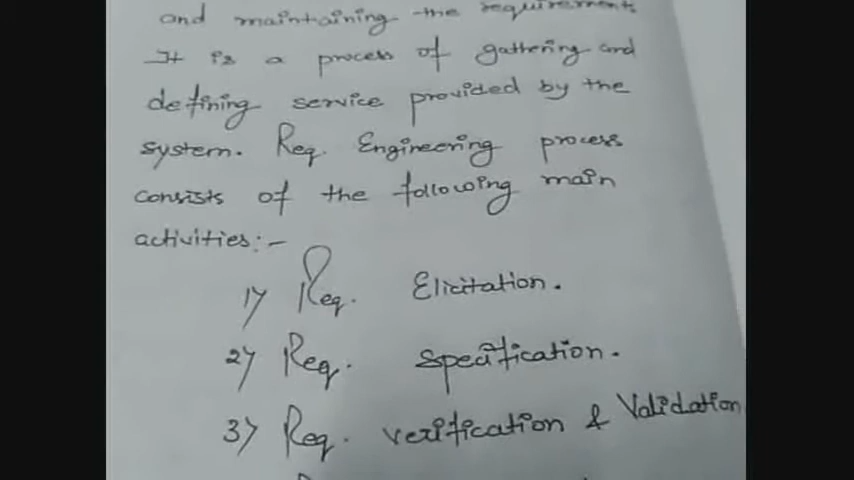 and maintaining the requirements
It is a process of gathering and
defining service provided by the
system. Req. Engineering process
consists of the following main
activities:-
1) Req. Elicitation.
2) Req. Specification.
3) Req. verification & Validation